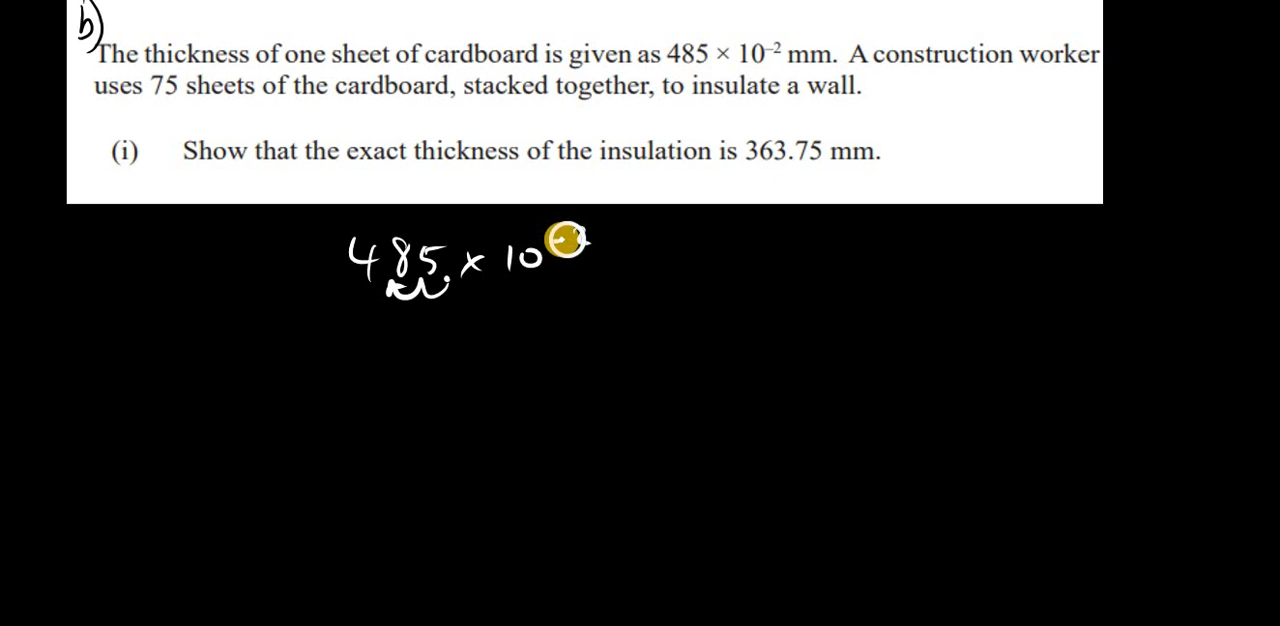 b)
The thickness of one sheet of cardboard is given as 485 × 10⁻² mm. A construction worker
uses 75 sheets of the cardboard, stacked together, to insulate a wall.
(i) Show that the exact thickness of the insulation is 363.75 mm.
485. × 10⁻²